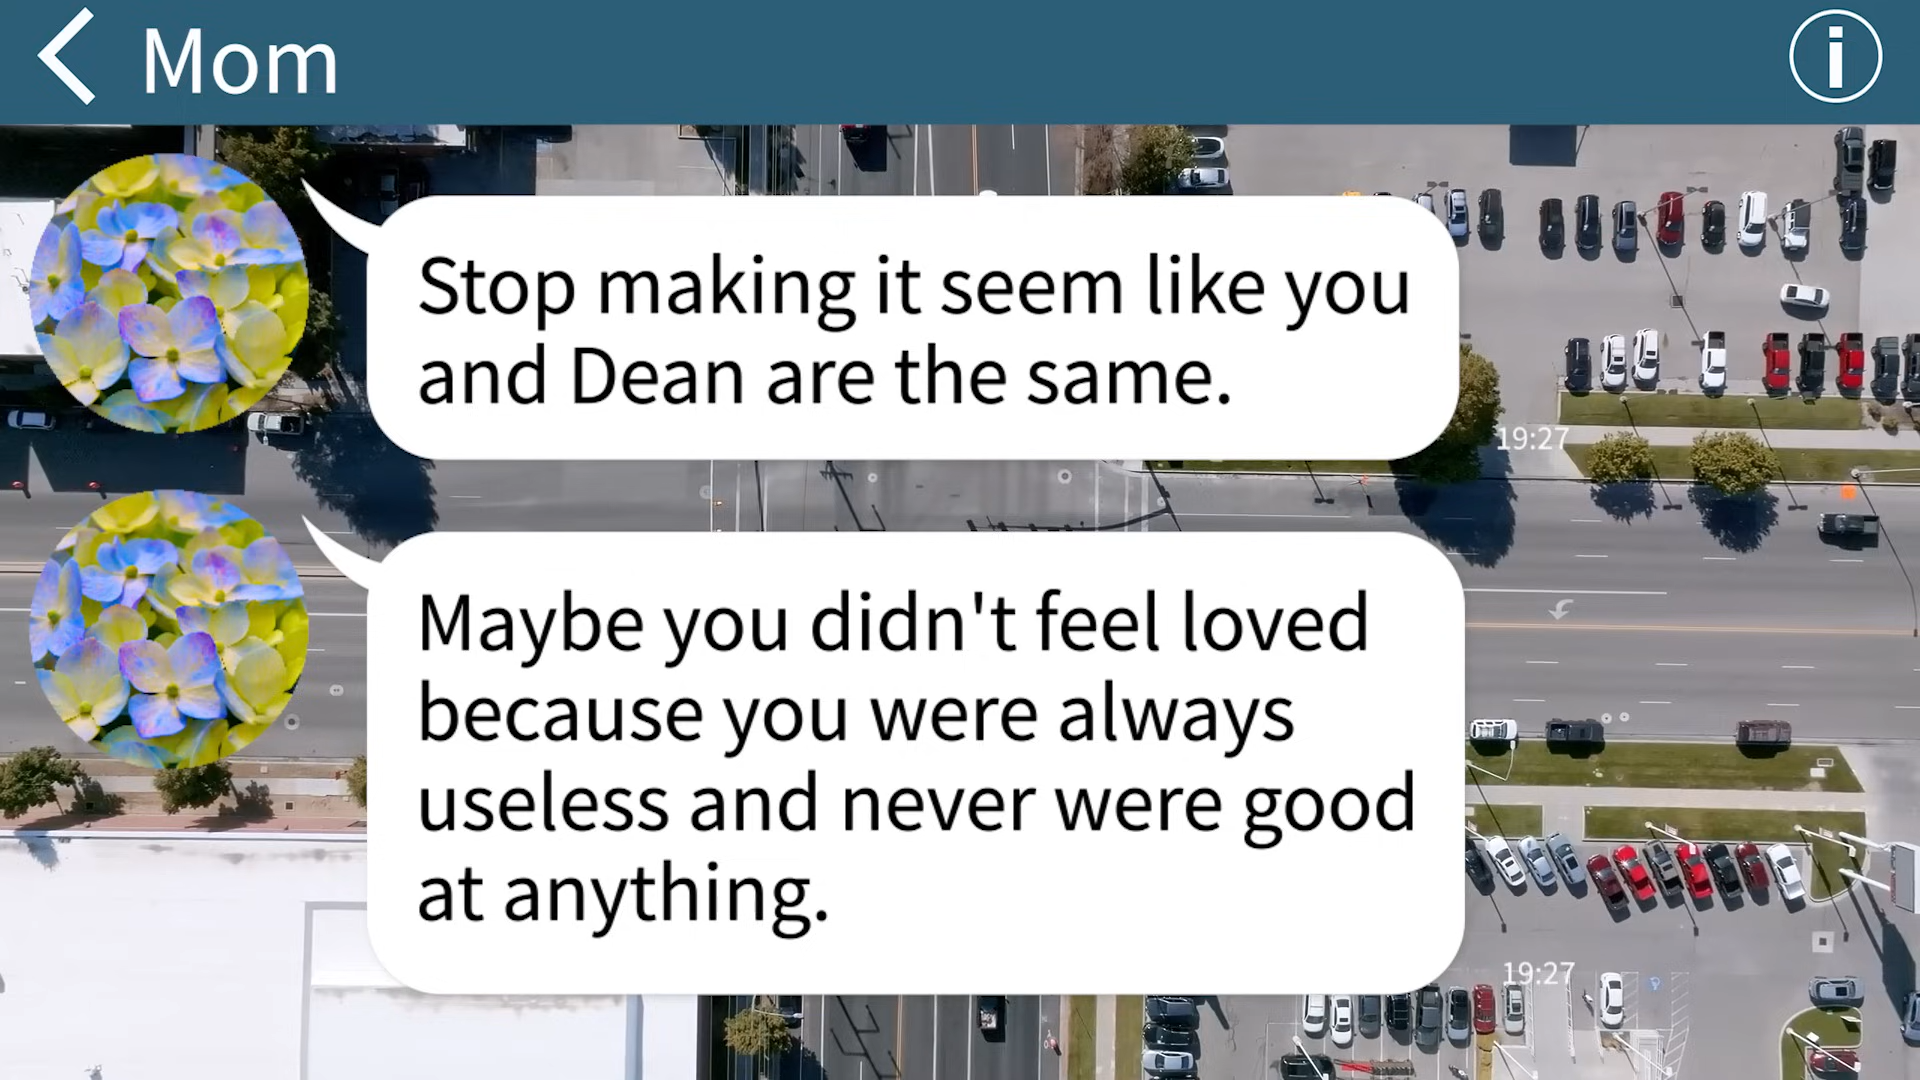 Mom
Stop making it seem like you
and Dean are the same.
19:27
Maybe you didn't feel loved
because you were always
useless and never were good
at anything.
19:27